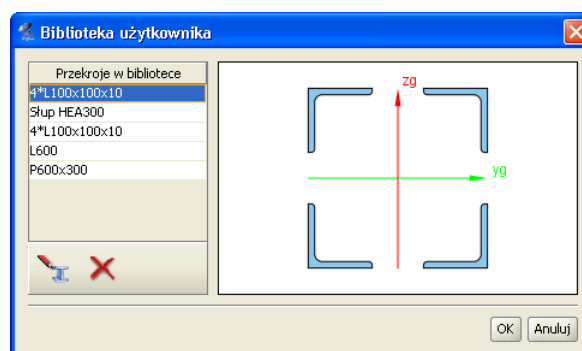 Biblioteka użytkownika
Przekroje w bibliotece
4*L100x100x10
Słup HEA300
4*L100x100x10
L600
P600x300
zg
yg
OK Anuluj